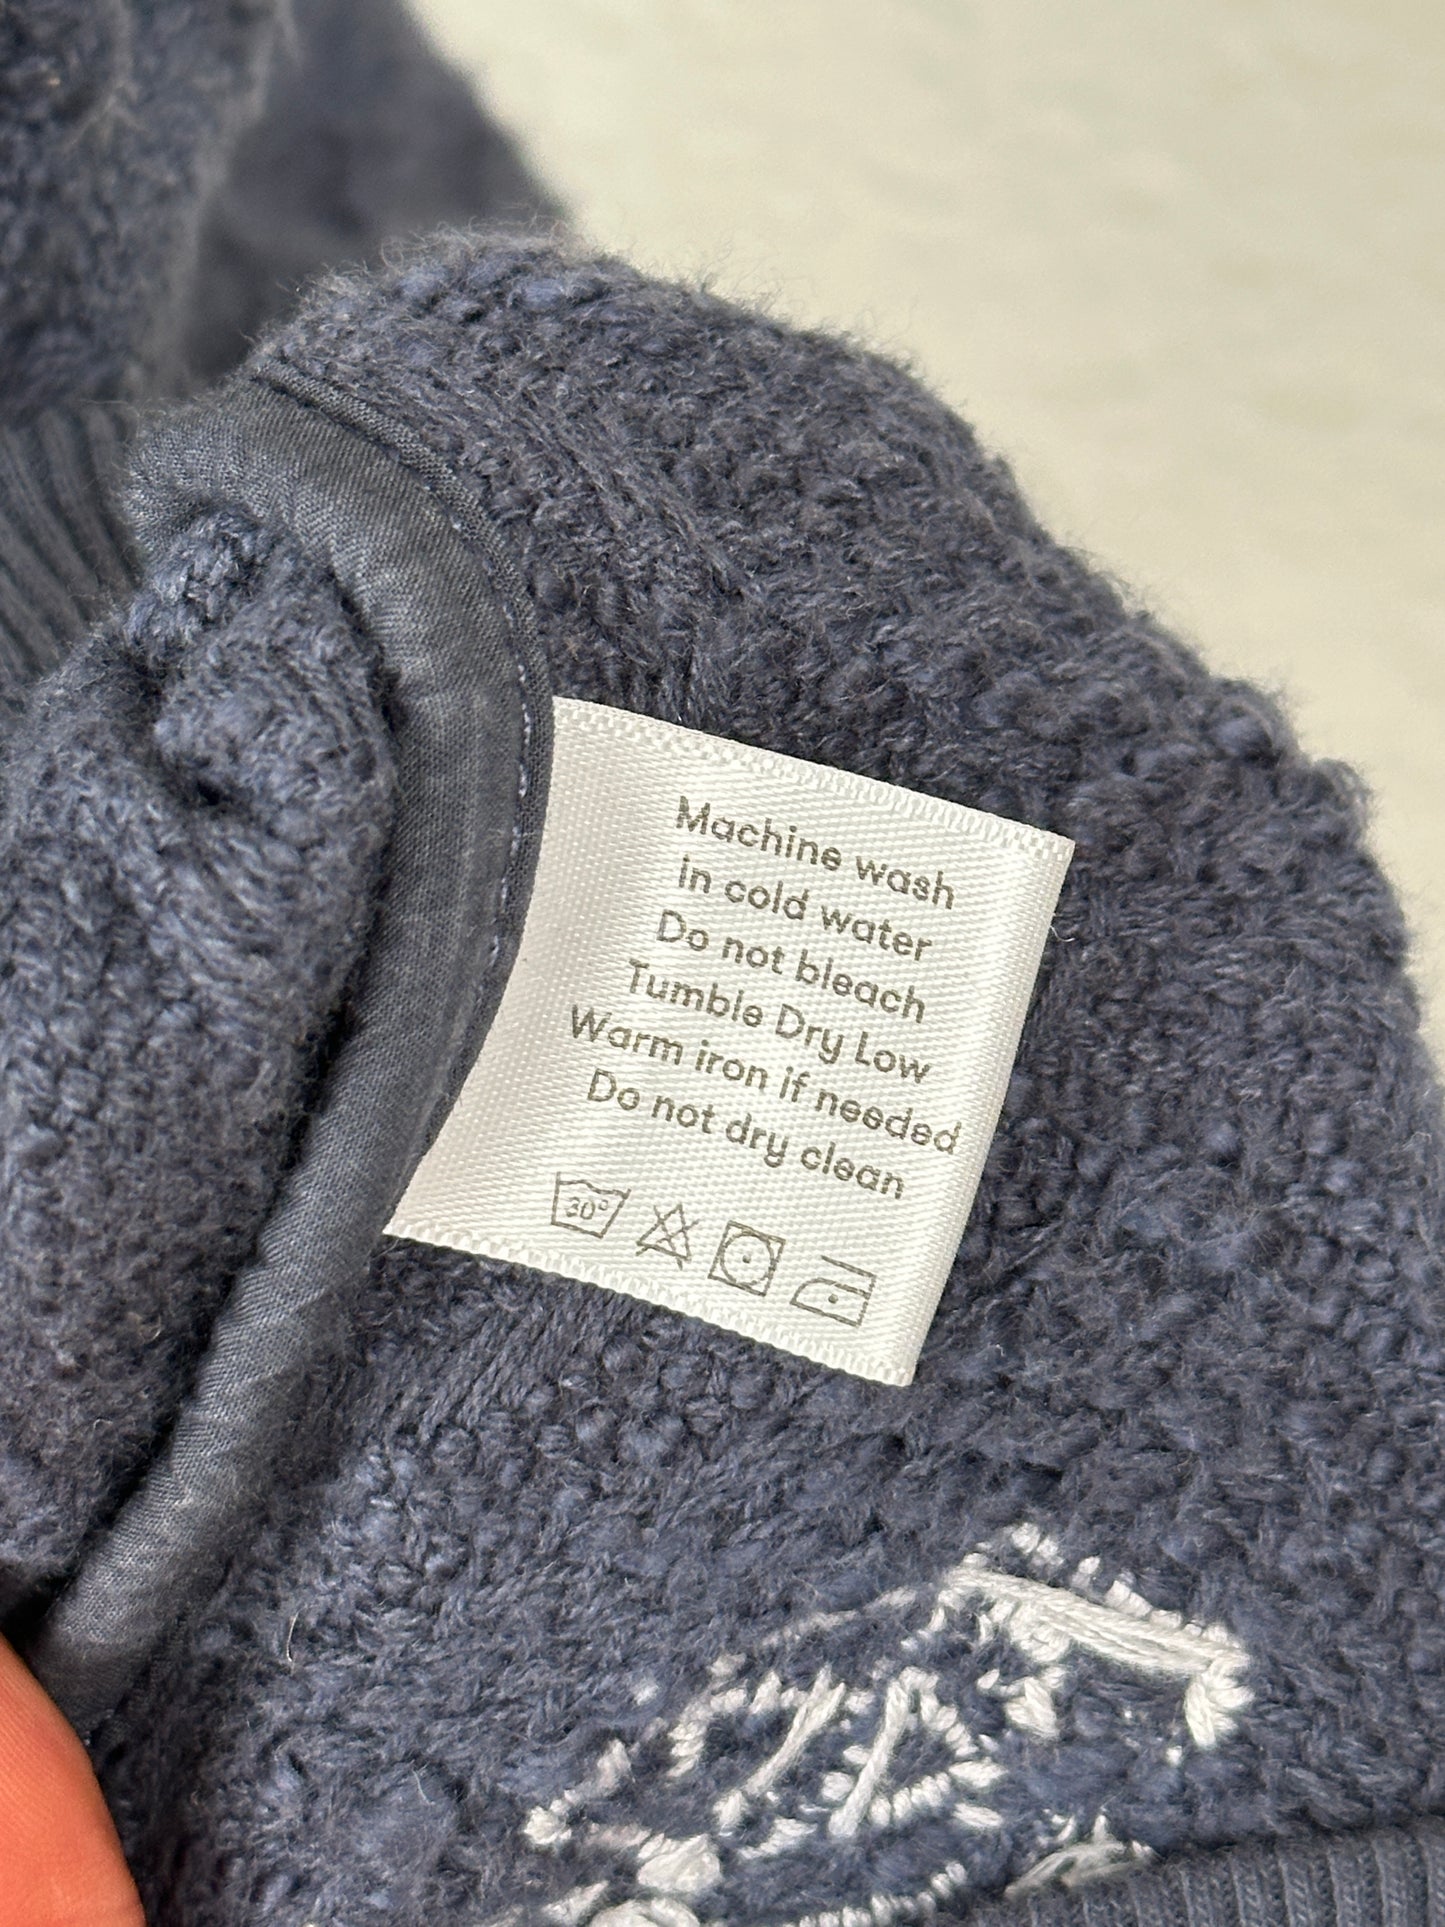 Machine wash
in cold water
Do not bleach
Tumble Dry Low
Warm iron if needed
Do not dry clean
30°